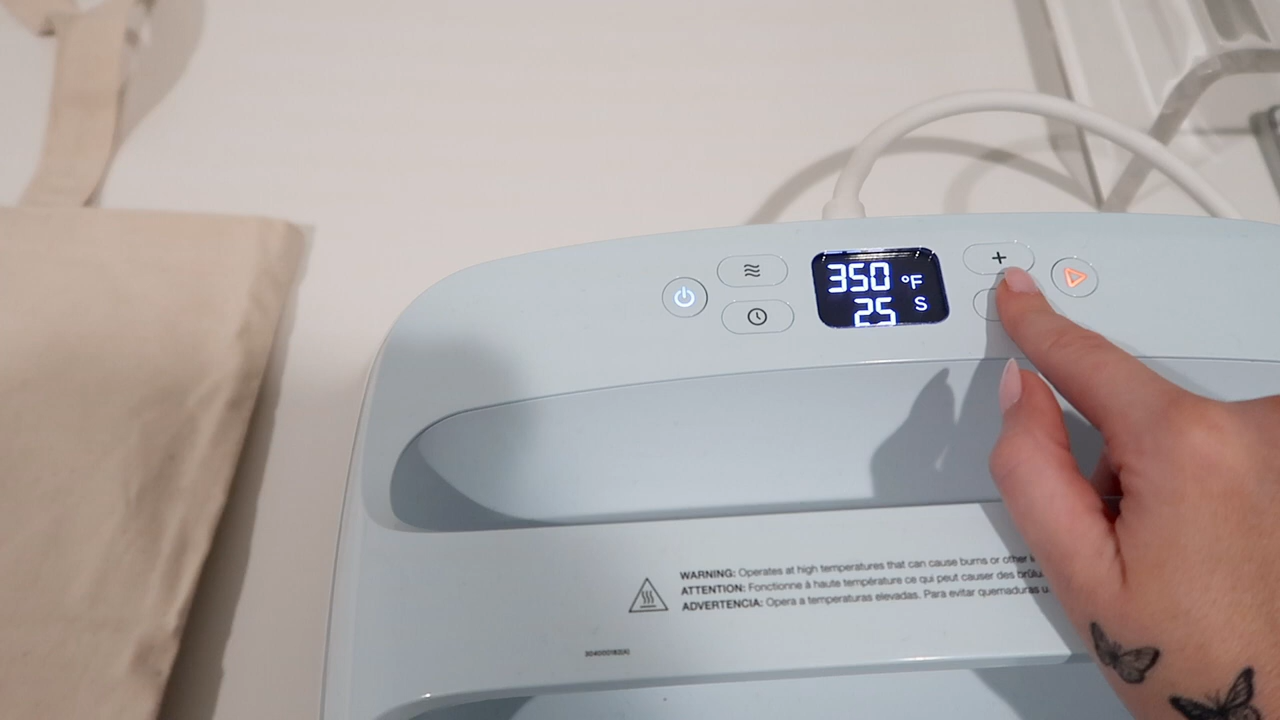 350 °F
25 S
+
WARNING: Operates at high temperatures that can cause burns or other
ATTENTION: Fonctionne à haute température ce qui peut causer des brûlu
ADVERTENCIA: Opera a temperaturas elevadas. Para evitar quemaduras u